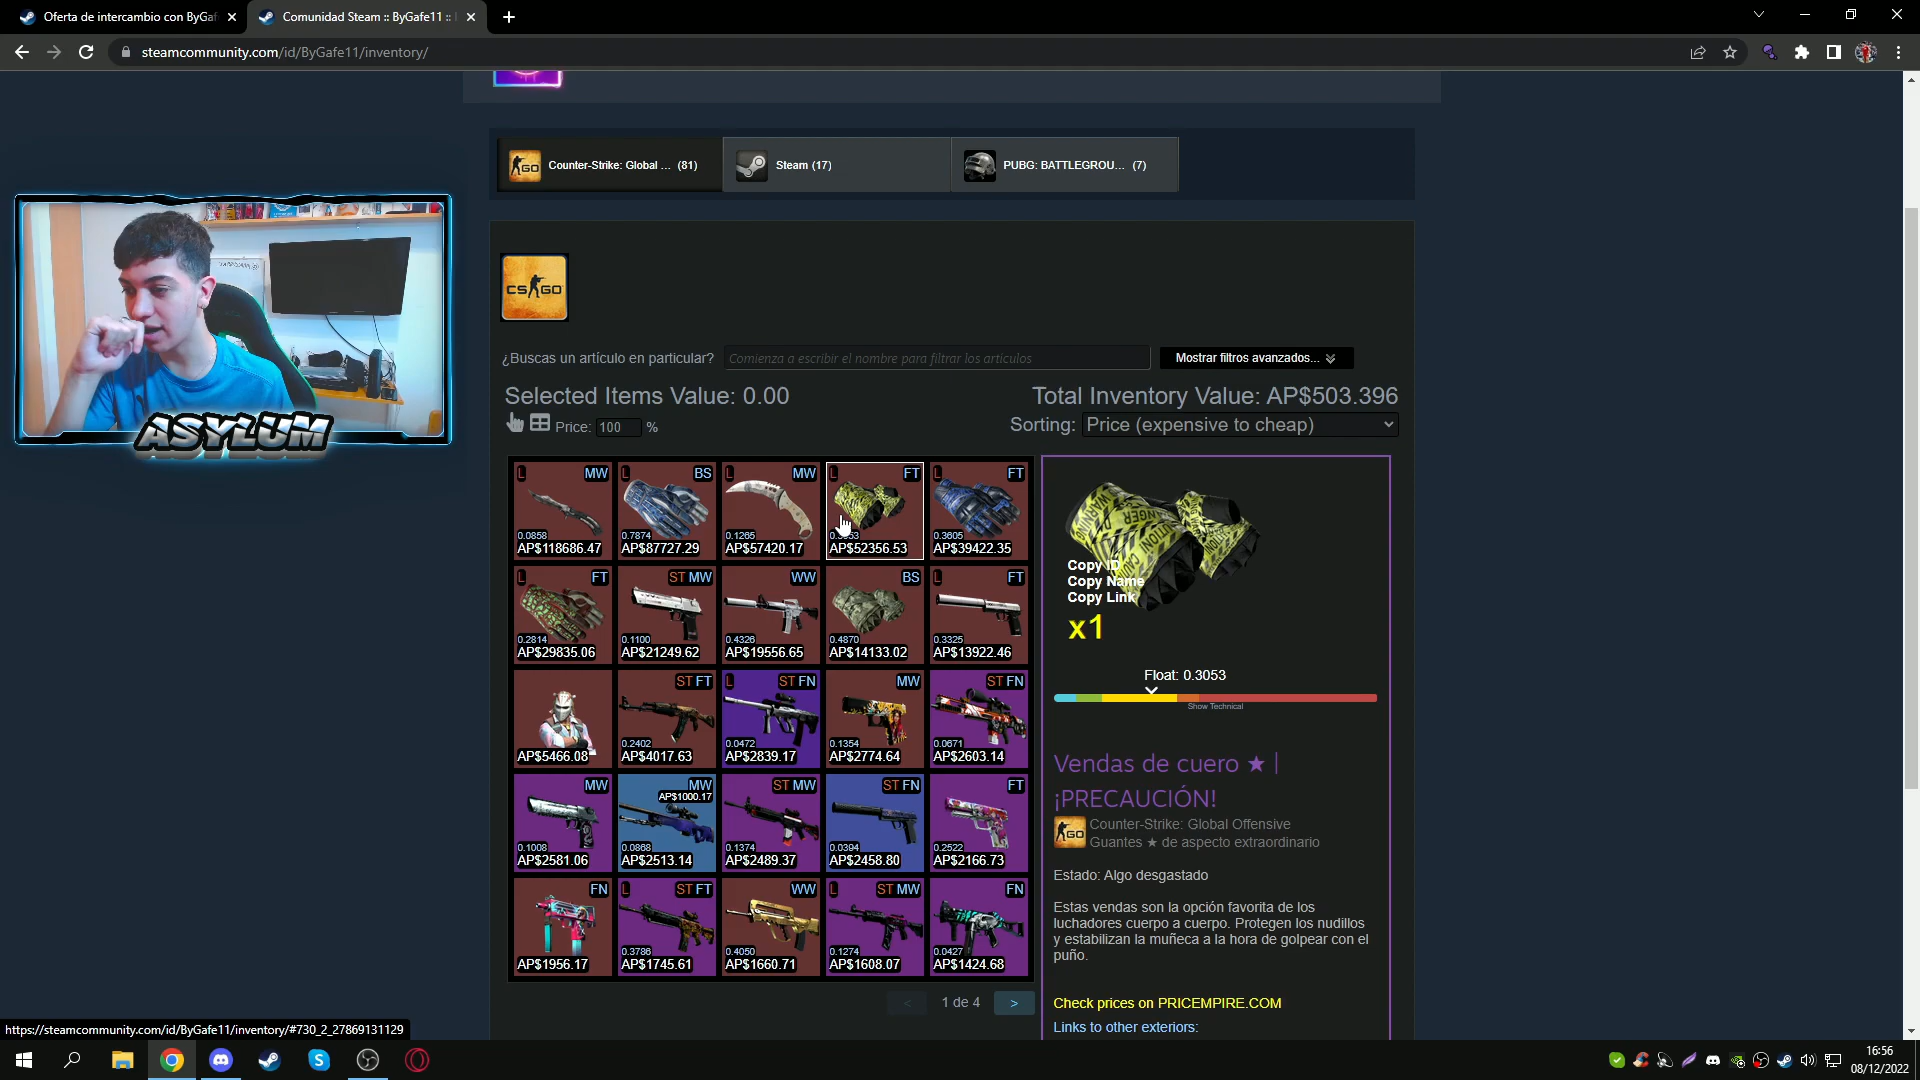 Oferta de intercambio con ByGaf
Comunidad Steam :: ByGafe11 ::
steamcommunity.com/id/ByGafe11/inventory/
Counter-Strike: Global ... (81)
Steam (17)
PUBG: BATTLEGROU... (7)
CS GO
¿Buscas un artículo en particular?
Comienza a escribir el nombre para filtrar los artículos
Mostrar filtros avanzados...
Selected Items Value: 0.00
Total Inventory Value: AP$503.396
Price: 100 %
Sorting: Price (expensive to cheap)
ASYLUM
L MW
0.0858
AP$118686.47
BS
0.7874
AP$87727.29
L MW
0.1265
AP$57420.17
L FT
AP$52356.53
L FT
0.3605
AP$39422.35
L FT
0.2814
AP$29835.06
ST MW
0.1100
AP$21249.62
WW
0.4326
AP$19556.65
BS
0.4870
AP$14133.02
L FT
0.3325
AP$13922.46
AP$5466.08
ST FT
0.2402
AP$4017.63
L ST FN
0.0472
AP$2839.17
MW
0.1354
AP$2774.64
ST FN
0.0671
AP$2603.14
MW
0.1008
AP$2581.06
MW
AP$1000.17
0.0868
AP$2513.14
ST MW
0.1374
AP$2489.37
ST FN
0.0394
AP$2458.80
FT
0.2522
AP$2166.73
FN
AP$1956.17
L ST FT
0.3786
AP$1745.61
WW
0.4050
AP$1660.71
L ST MW
0.1274
AP$1608.07
FN
0.0427
AP$1424.68
< 1 de 4 >
Copy ID
Copy Name
Copy Link
x1
Float: 0.3053
Show Technical
Vendas de cuero ★ |
¡PRECAUCIÓN!
Counter-Strike: Global Offensive
Guantes ★ de aspecto extraordinario
Estado: Algo desgastado
Estas vendas son la opción favorita de los
luchadores cuerpo a cuerpo. Protegen los nudillos
y estabilizan la muñeca a la hora de golpear con el
puño.
Check prices on PRICEMPIRE.COM
Links to other exteriors:
https://steamcommunity.com/id/ByGafe11/inventory/#730_2_27869131129
16:56
08/12/2022